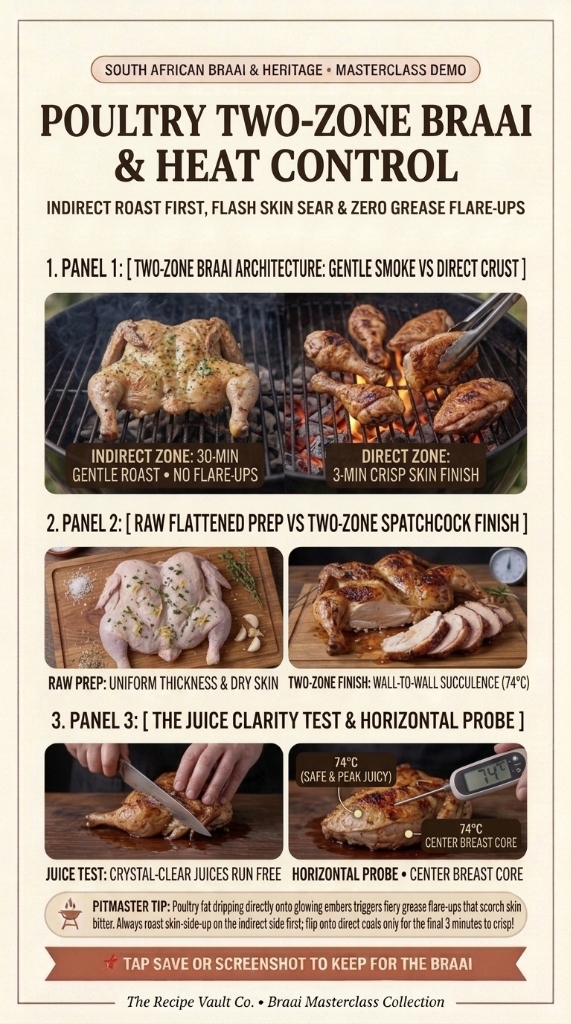 SOUTH AFRICAN BRAAI & HERITAGE • MASTERCLASS DEMO
POULTRY TWO-ZONE BRAAI
& HEAT CONTROL
INDIRECT ROAST FIRST, FLASH SKIN SEAR & ZERO GREASE FLARE-UPS
1. PANEL 1: [ TWO-ZONE BRAAI ARCHITECTURE: GENTLE SMOKE VS DIRECT CRUST ]
INDIRECT ZONE: 30-MIN
GENTLE ROAST • NO FLARE-UPS
DIRECT ZONE:
3-MIN CRISP SKIN FINISH
2. PANEL 2: [ RAW FLATTENED PREP VS TWO-ZONE SPATCHCOCK FINISH ]
RAW PREP: UNIFORM THICKNESS & DRY SKIN
TWO-ZONE FINISH: WALL-TO-WALL SUCCULENCE (74°C)
3. PANEL 3: [ THE JUICE CLARITY TEST & HORIZONTAL PROBE ]
74°C
(SAFE & PEAK JUICY)
74°C
74°C
CENTER BREAST CORE
JUICE TEST: CRYSTAL-CLEAR JUICES RUN FREE
HORIZONTAL PROBE • CENTER BREAST CORE
PITMASTER TIP: Poultry fat dripping directly onto glowing embers triggers fiery grease flare-ups that scorch skin
bitter. Always roast skin-side-up on the indirect side first; flip onto direct coals only for the final 3 minutes to crisp!
TAP SAVE OR SCREENSHOT TO KEEP FOR THE BRAAI
The Recipe Vault Co. • Braai Masterclass Collection